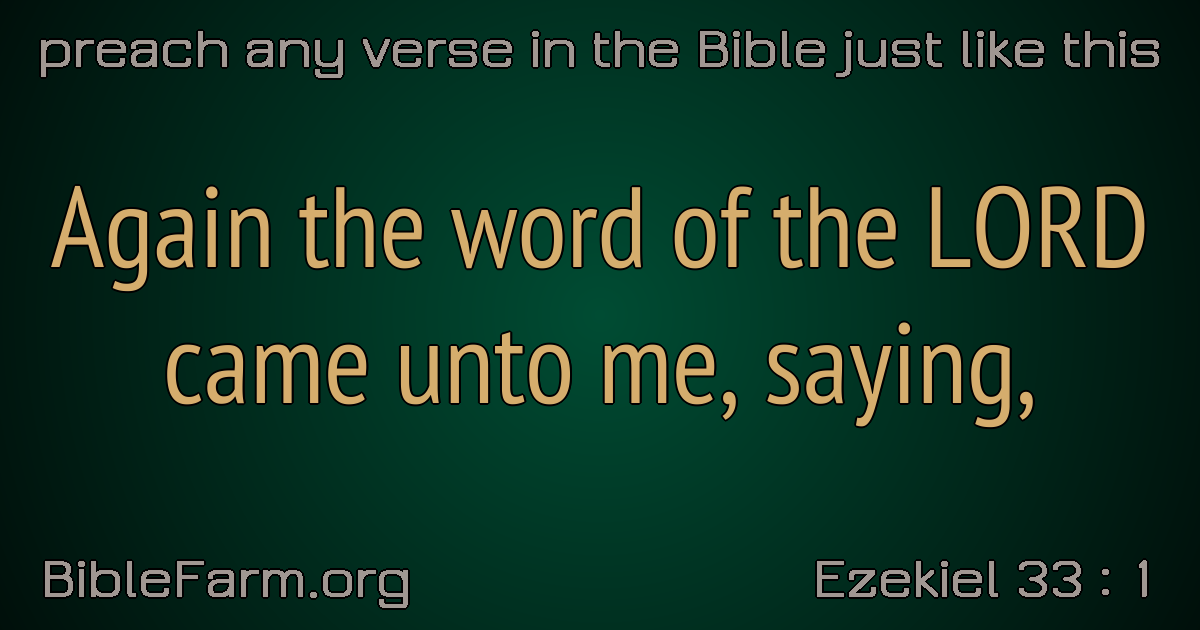 preach any verse in the Bible just like this
Again the word of the LORD
came unto me, saying,
BibleFarm.org
Ezekiel 33 : 1